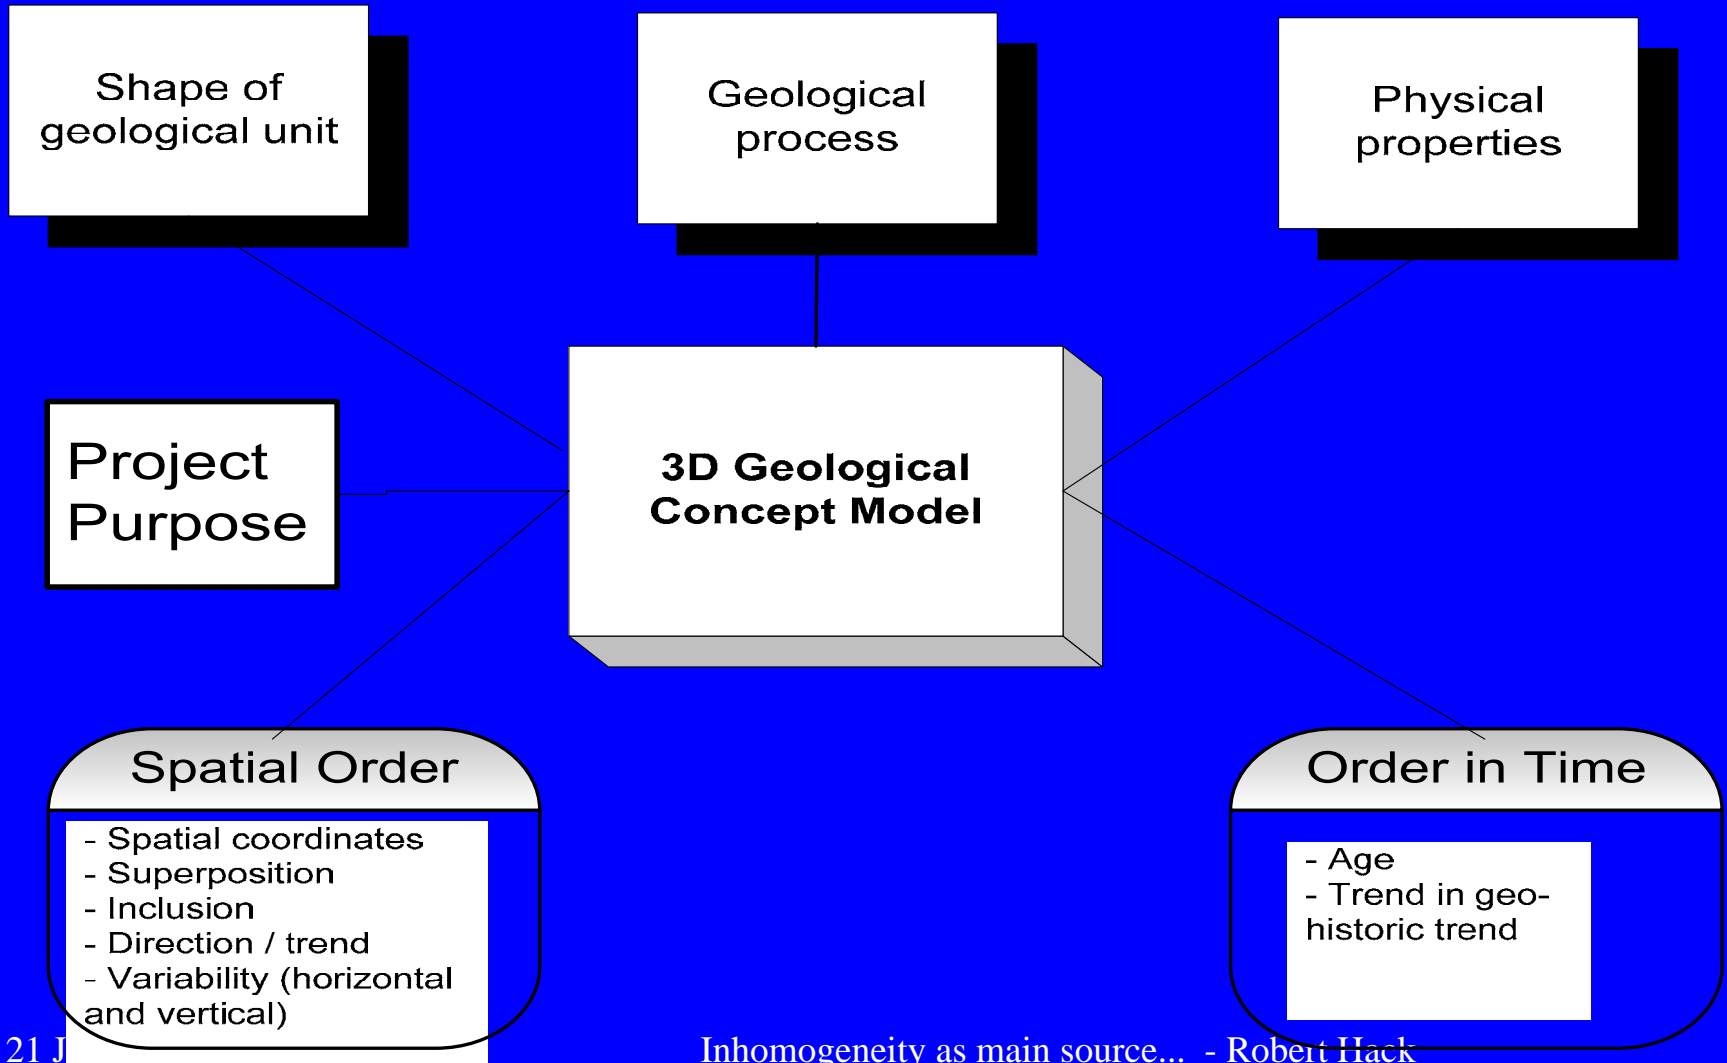 Shape of
geological unit
Geological
process
Physical
properties
Project
Purpose
3D Geological
Concept Model
Spatial Order
- Spatial coordinates
- Superposition
- Inclusion
- Direction / trend
- Variability (horizontal
and vertical)
Order in Time
- Age
- Trend in geo-
historic trend
21 J
Inhomogeneity as main source... - Robert Hack